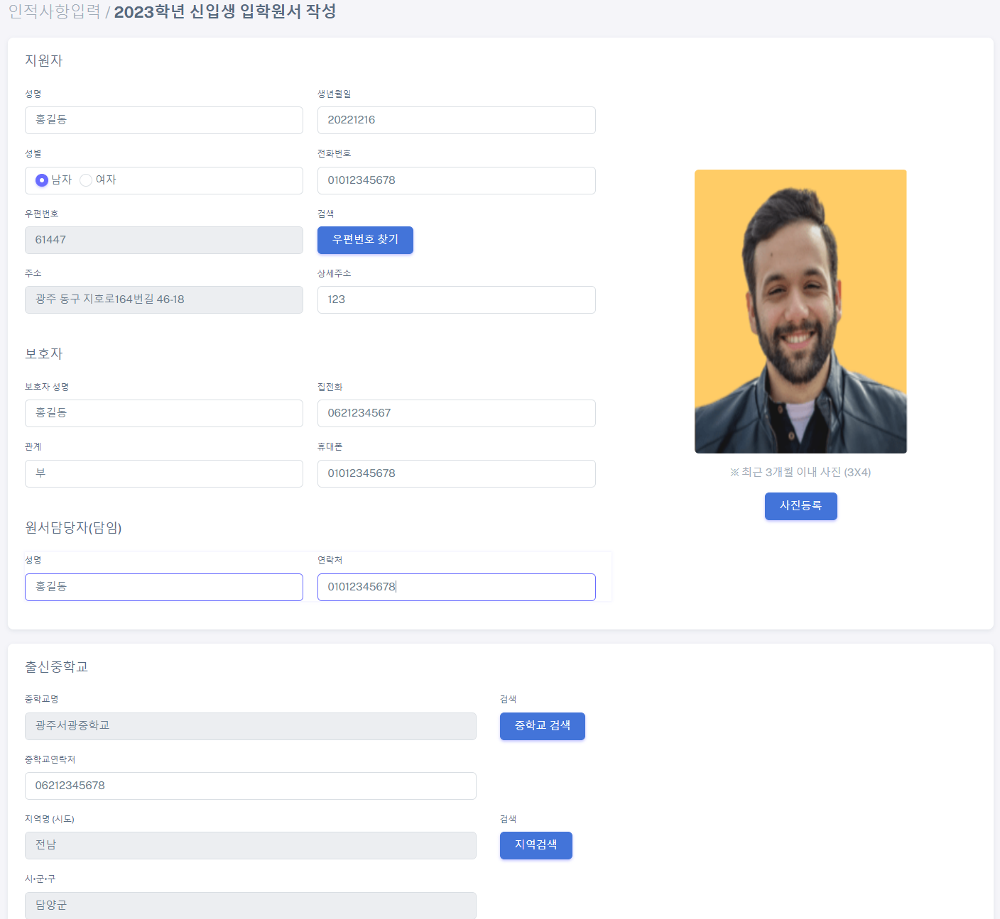 인적사항입력 / 2023학년 신입생 입학원서 작성
지원자
성명 생년월일
홍길동 20221216
성별 전화번호
남자 여자 01012345678
우편번호 검색
61447 우편번호 찾기
주소 상세주소
광주 동구 지호로164번길 46-18 123
보호자
보호자 성명 집전화
홍길동 0621234567
관계 휴대폰
부 01012345678
※ 최근 3개월 이내 사진 (3X4)
사진등록
원서담당자(담임)
성명 연락처
홍길동 01012345678
출신중학교
중학교명 검색
광주서광중학교 중학교 검색
중학교연락처
06212345678
지역명 (시도) 검색
전남 지역검색
시•군•구
담양군